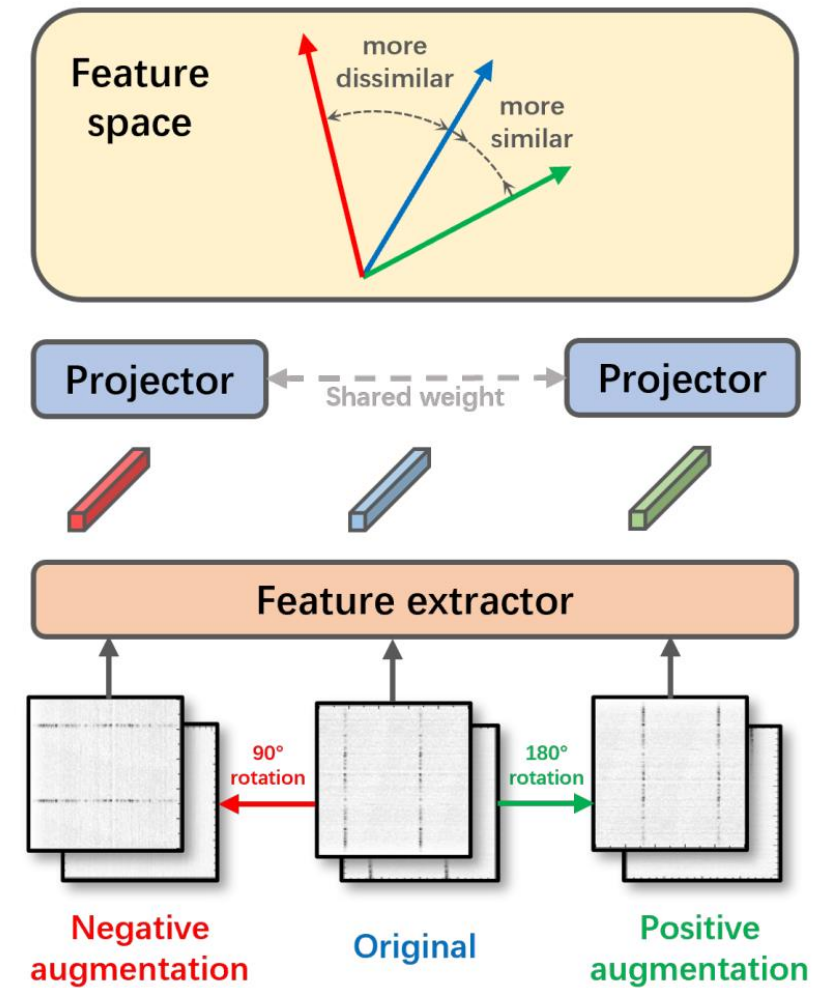 Feature
space
more
dissimilar
more
similar
Projector
Shared weight
Projector
Feature extractor
90°
rotation
180°
rotation
Negative
augmentation
Original
Positive
augmentation